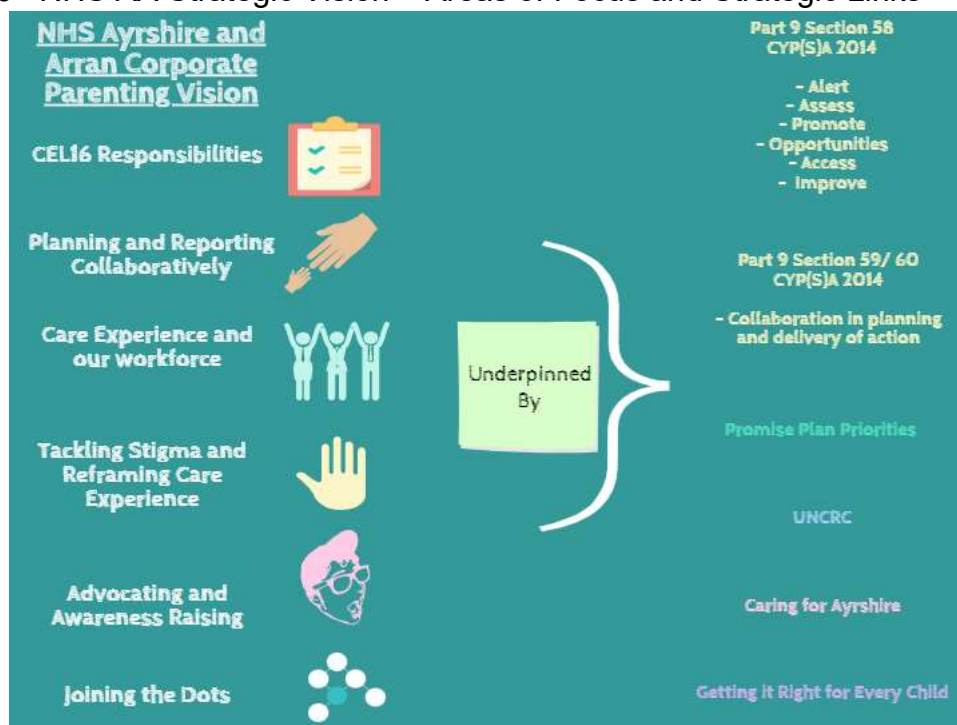 NHS Ayrshire and
Arran Corporate
Parenting Vision
CEL16 Responsibilities
Planning and Reporting
Collaboratively
Care Experience and
our workforce
Tackling Stigma and
Reframing Care
Experience
Advocating and
Awareness Raising
Joining the Dots
Underpinned
By
Part 9 Section 58
CYP(S)A 2014
- Alert
- Assess
- Promote
- Opportunities
- Access
- Improve
Part 9 Section 59/ 60
CYP(S)A 2014
- Collaboration in planning
and delivery of action
Promise Plan Priorities
UNCRC
Caring for Ayrshire
Getting it Right for Every Child